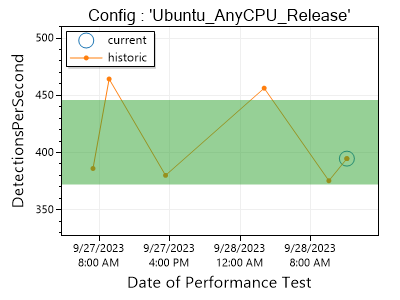 Config : 'Ubuntu_AnyCPU_Release'
current
historic
DetectionsPerSecond
500
450
400
350
9/27/2023 9/27/2023 9/28/2023 9/28/2023
8:00 AM 4:00 PM 12:00 AM 8:00 AM
Date of Performance Test